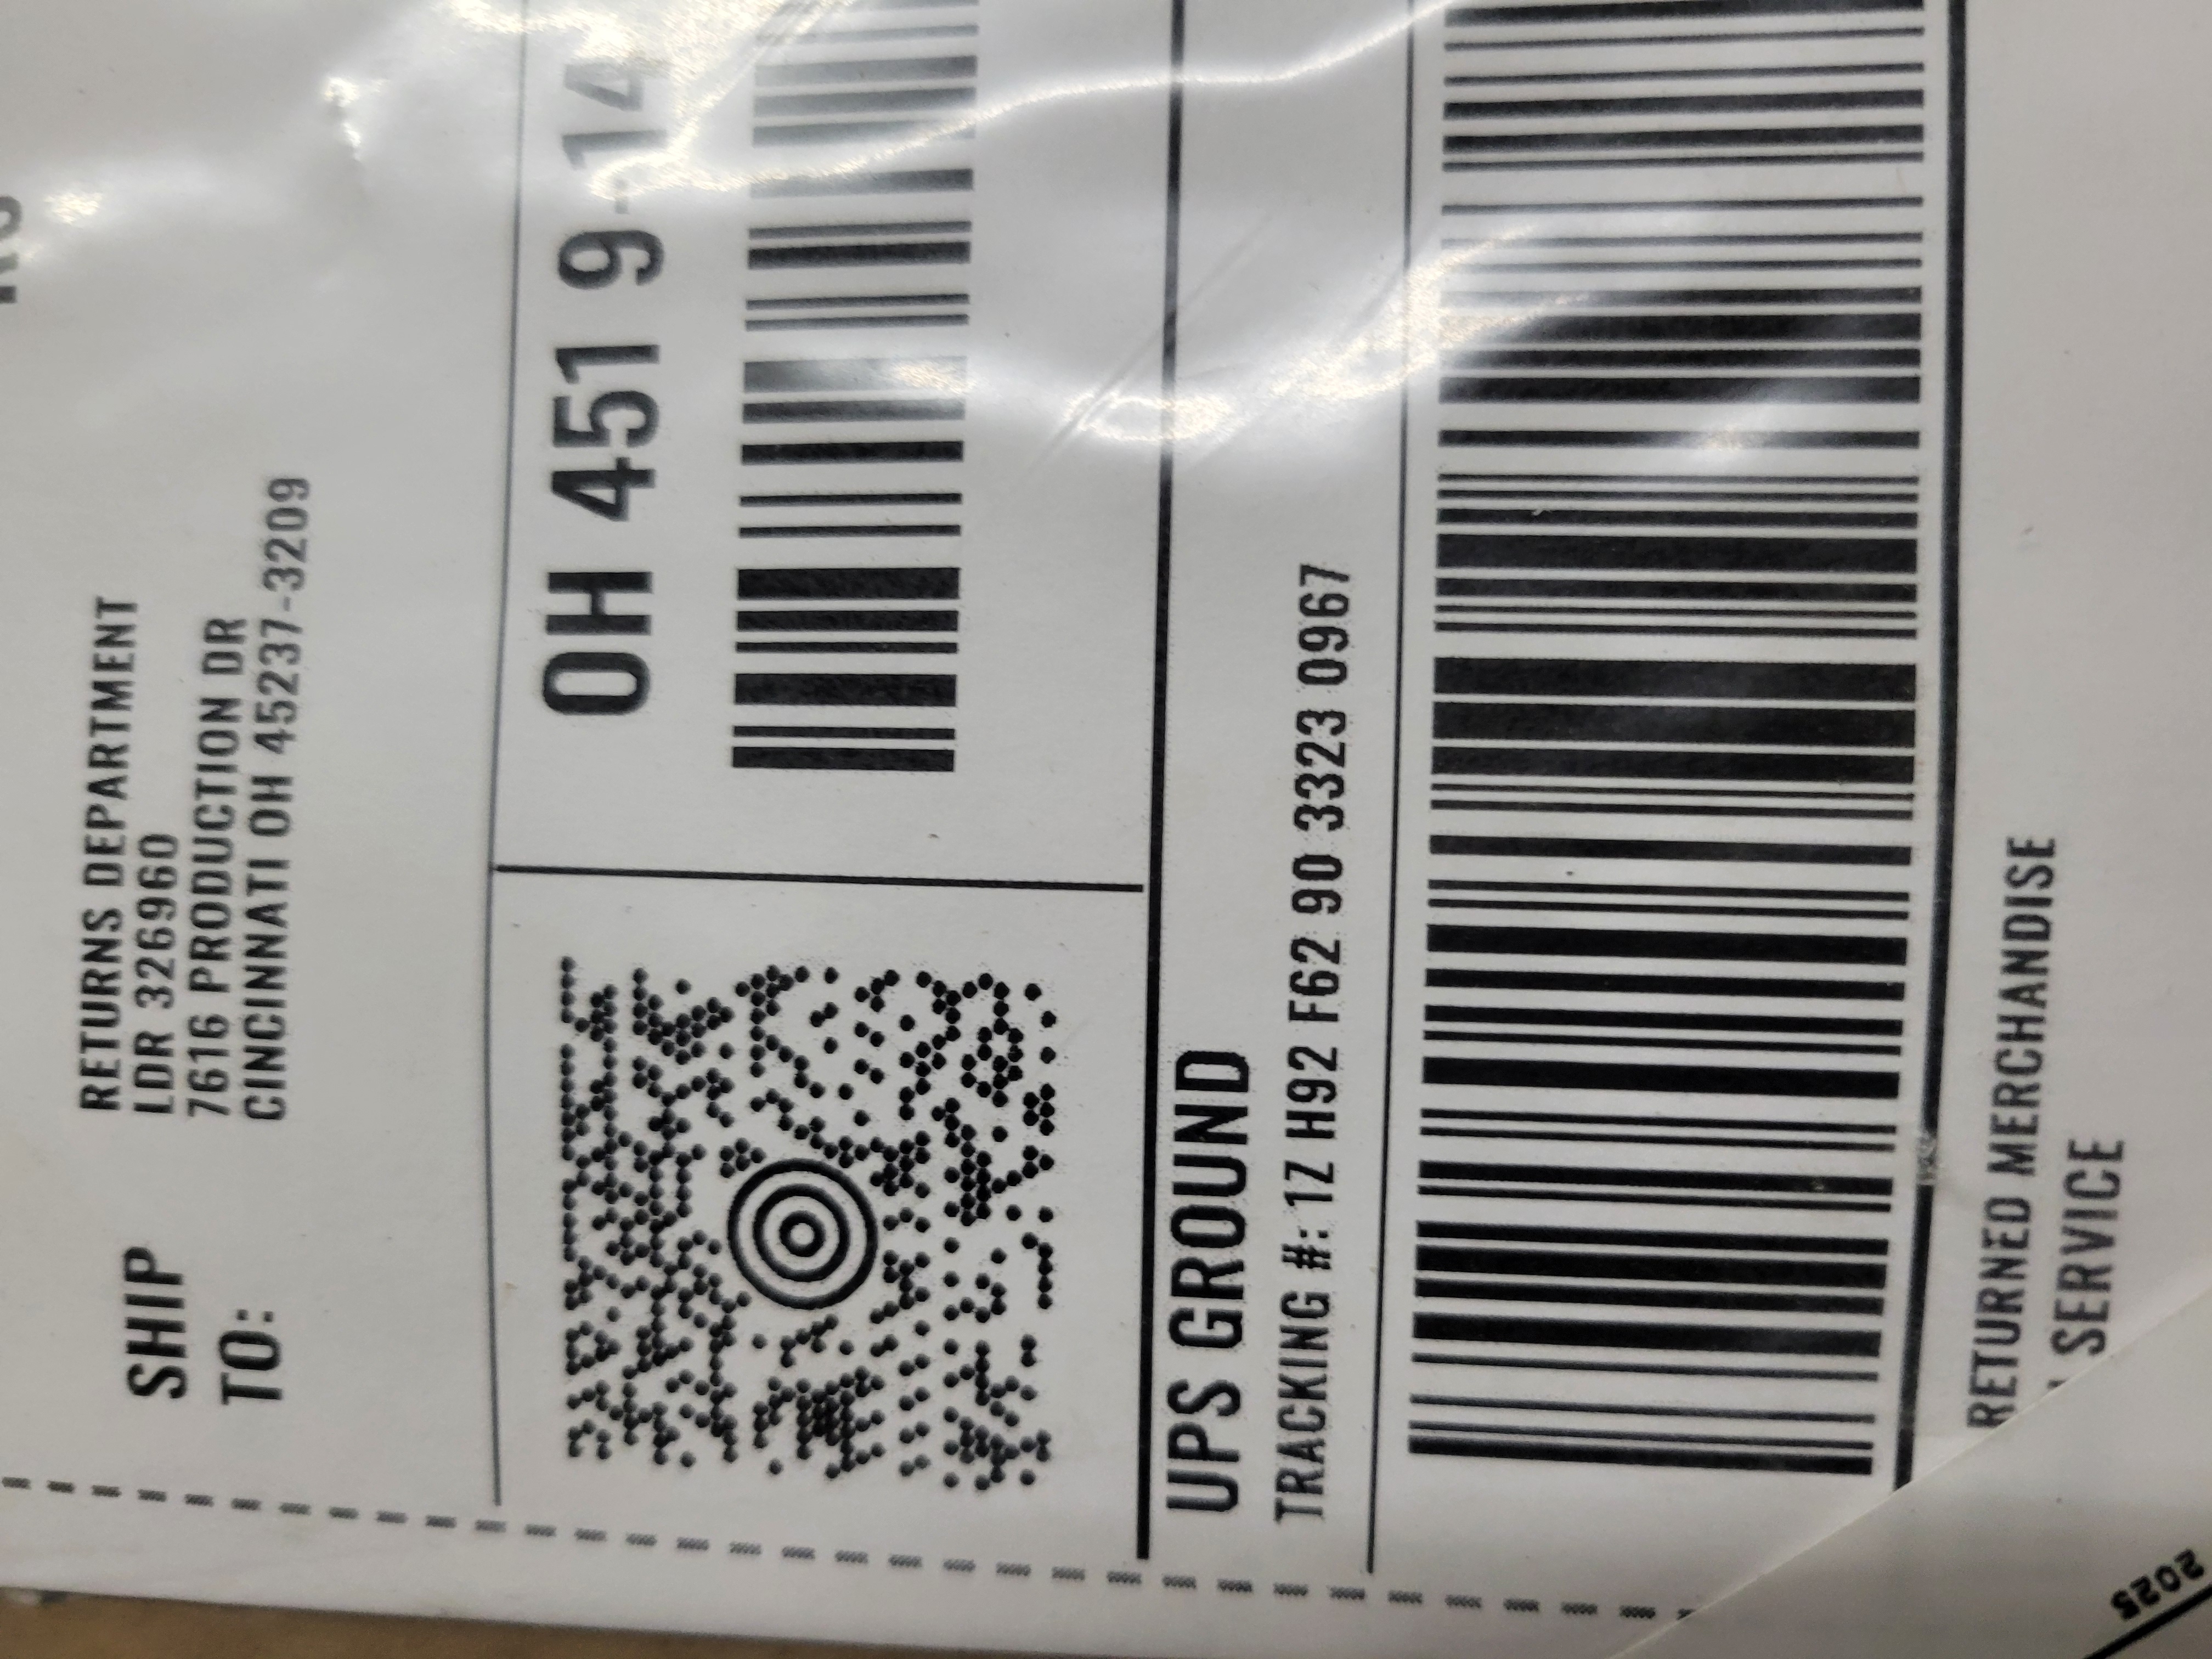 SHIP
TO:
RETURNS DEPARTMENT
LDR 326960
7616 PRODUCTION DR
CINCINNATI OH 45237-3209
OH 451 9-14
UPS GROUND
TRACKING #: 1Z H92 F62 90 3323 0967
RETURNED MERCHANDISE
SERVICE
2025